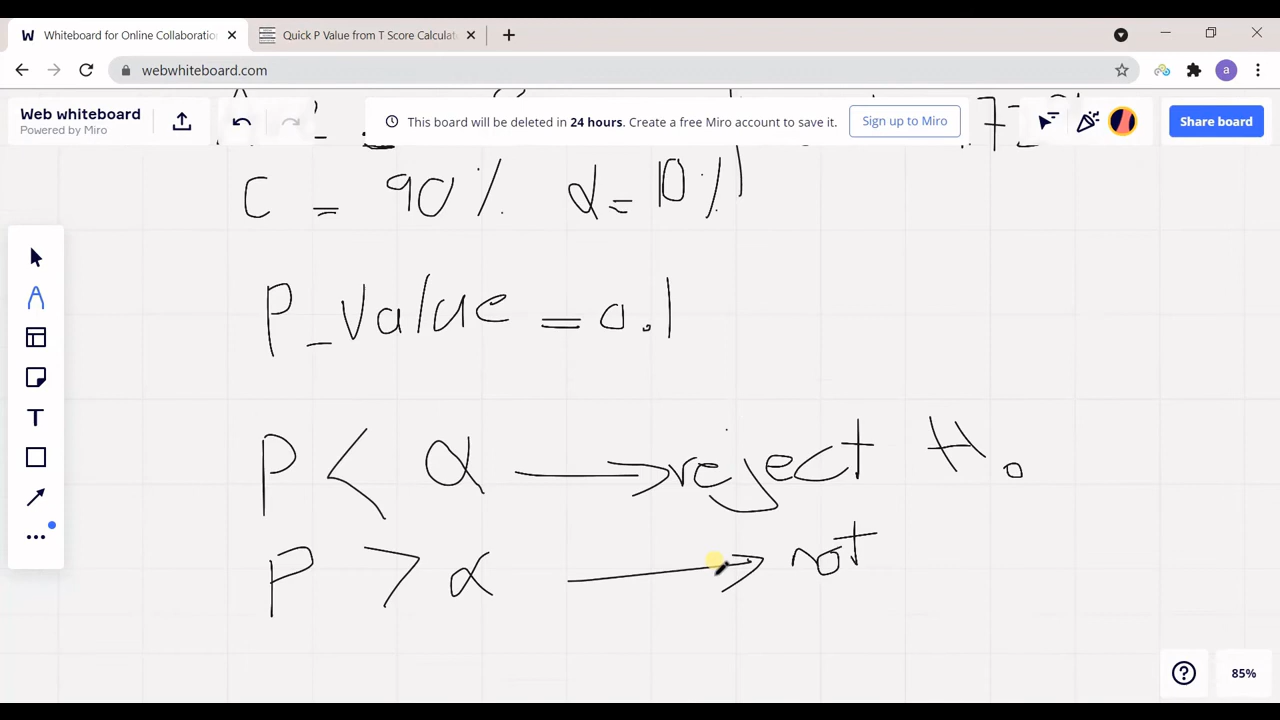 Whiteboard for Online Collaboration
Quick P Value from T Score Calculat
webwhiteboard.com
a
Web whiteboard
Powered by Miro
This board will be deleted in 24 hours. Create a free Miro account to save it.
Sign up to Miro
Share board
C = 90% α = 10%
P_Value = 0.1
P < α → reject H0
P > α → not
85%